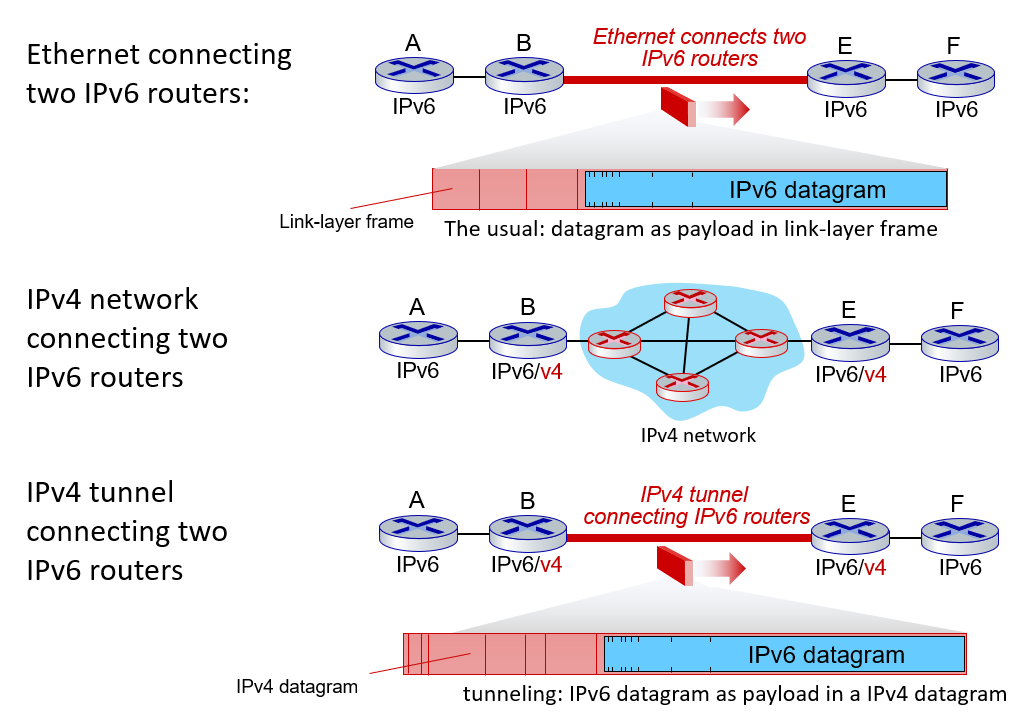 Ethernet connecting
two IPv6 routers:
A
B
Ethernet connects two
IPv6 routers
E
F
IPv6
IPv6
IPv6
IPv6
IPv6 datagram
Link-layer frame
The usual: datagram as payload in link-layer frame
IPv4 network
connecting two
IPv6 routers
A
B
E
F
IPv6
IPv6/v4
IPv6/v4
IPv6
IPv4 network
IPv4 tunnel
connecting two
IPv6 routers
A
B
IPv4 tunnel
connecting IPv6 routers
E
F
IPv6
IPv6/v4
IPv6/v4
IPv6
IPv6 datagram
IPv4 datagram
tunneling: IPv6 datagram as payload in a IPv4 datagram